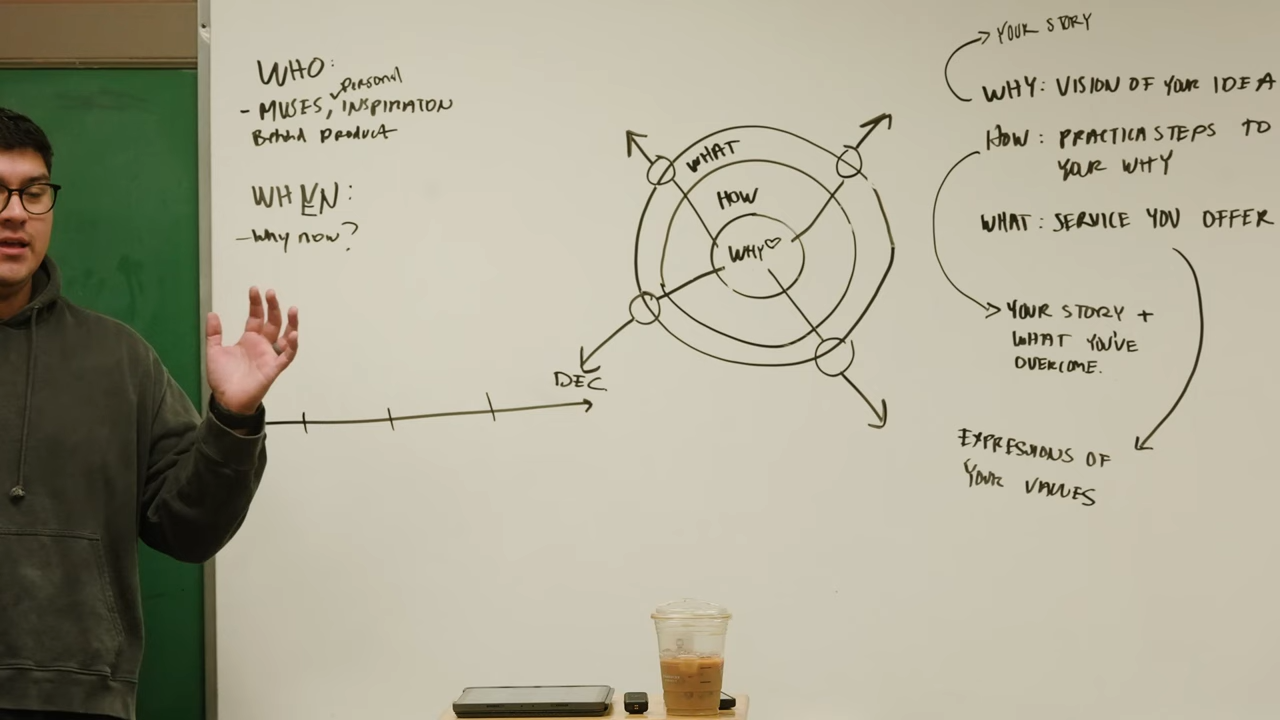 WHO:
personal
- MUSES, INSPIRATON
Behind PRODUCT
WHEN:
- Why now?
WHAT
HOW
WHY♡
DEC
YOUR STORY
WHY: VISION OF YOUR IDEA
HOW: PRACTICA STEPS TO
YOUR WHY
WHAT: SERVICE YOU OFFER
YOUR STORY +
WHAT YOU'VE
OVERCOME.
EXPRESSIONS OF
YOUR VALUES